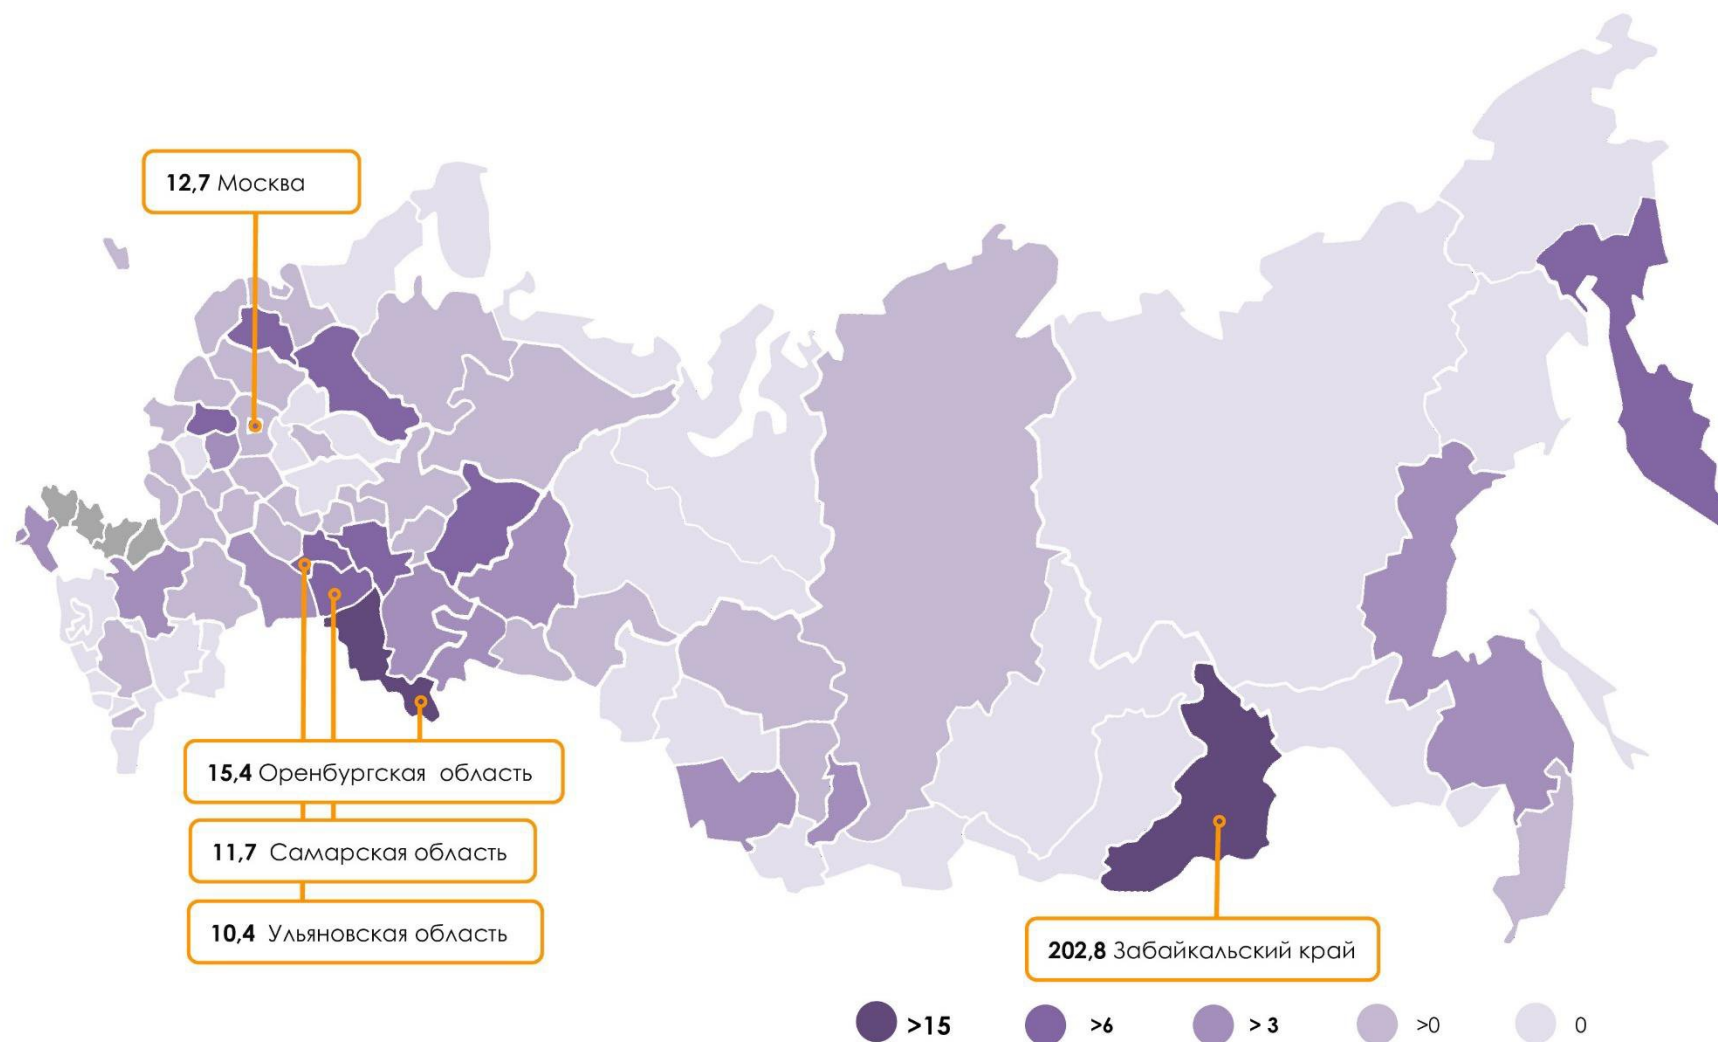 12,7 Москва
15,4 Оренбургская область
11,7 Самарская область
10,4 Ульяновская область
202,8 Забайкальский край
>15 >6 > 3 >0 0